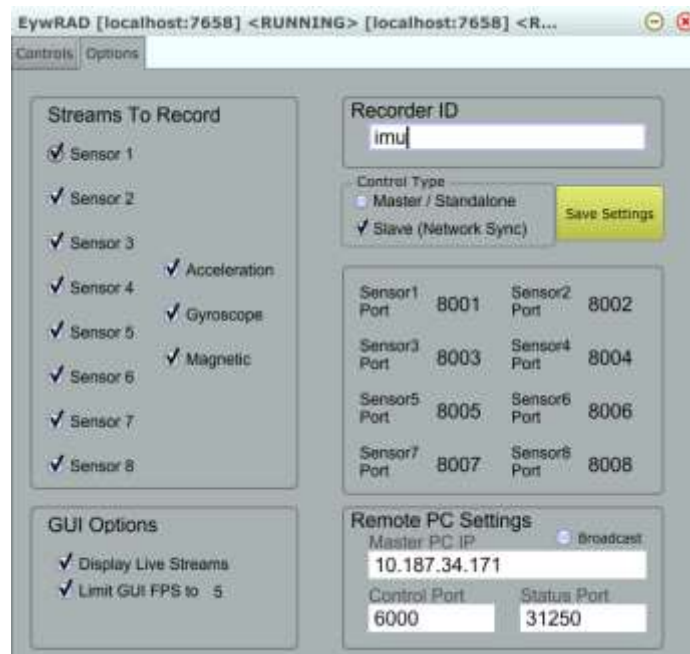 EywRAD [localhost:7658] <RUNNING> [localhost:7658] <R...
Controls Options
Streams To Record
Sensor 1
Sensor 2
Sensor 3
Sensor 4
Sensor 5
Sensor 6
Sensor 7
Sensor 8
Acceleration
Gyroscope
Magnetic
GUI Options
Display Live Streams
Limit GUI FPS to 5
Recorder ID
imu
Control Type
Master / Standalone
Slave (Network Sync)
Save Settings
Sensor1 Port 8001 Sensor2 Port 8002
Sensor3 Port 8003 Sensor4 Port 8004
Sensor5 Port 8005 Sensor6 Port 8006
Sensor7 Port 8007 Sensor8 Port 8008
Remote PC Settings
Master PC IP Broadcast
10.187.34.171
Control Port Status Port
6000 31250